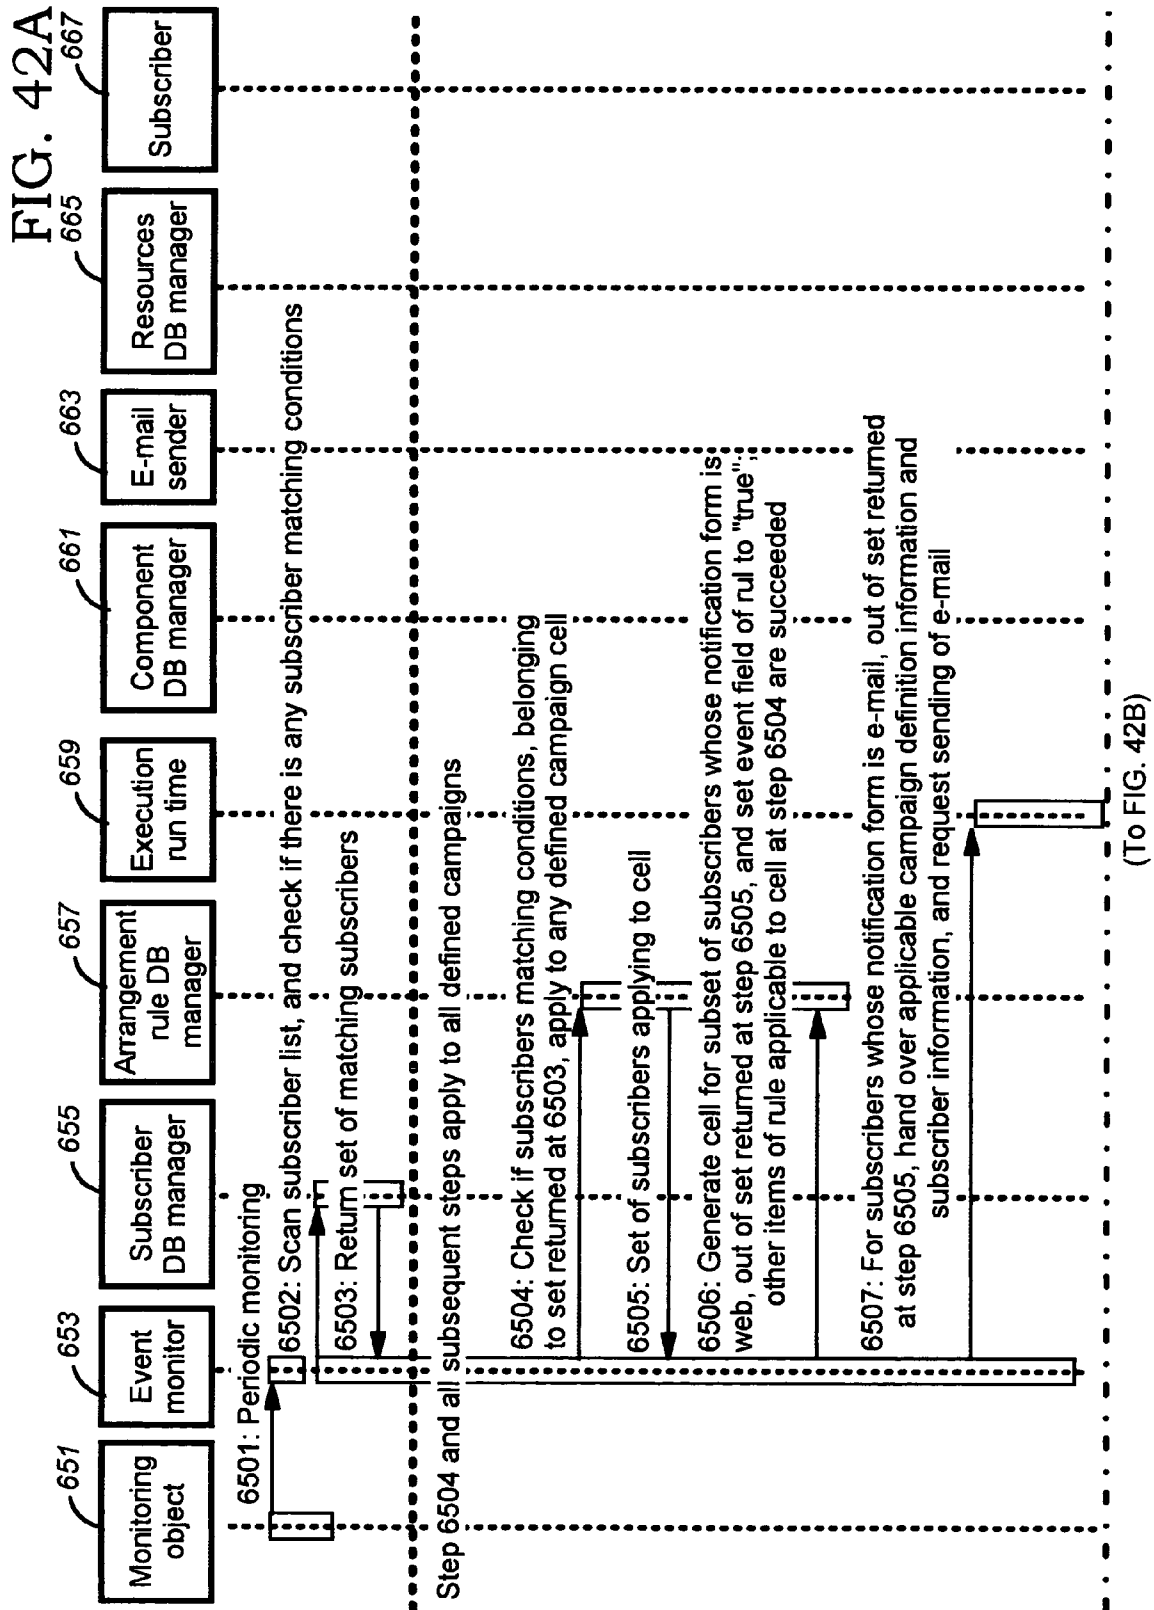 FIG. 42A
651
Monitoring
object
653
Event
monitor
655
Subscriber
DB manager
657
Arrangement
rule DB
manager
659
Execution
run time
661
Component
DB manager
663
E-mail
sender
665
Resources
DB manager
667
Subscriber
6501: Periodic monitoring
6502: Scan subscriber list, and check if there is any subscriber matching conditions
6503: Return set of matching subscribers
Step 6504 and all subsequent steps apply to all defined campaigns
6504: Check if subscribers matching conditions, belonging
to set returned at 6503, apply to any defined campaign cell
6505: Set of subscribers applying to cell
6506: Generate cell for subset of subscribers whose notification form is
web, out of set returned at step 6505, and set event field of rul to "true";
other items of rule applicable to cell at step 6504 are succeeded
6507: For subscribers whose notification form is e-mail, out of set returned
at step 6505, hand over applicable campaign definition information and
subscriber information, and request sending of e-mail
(To FIG. 42B)